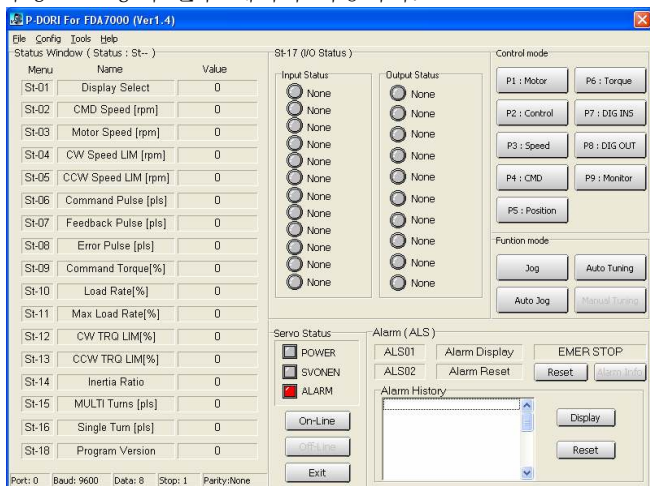 P-DORI For FDA7000 (Ver1.4)
File Config Tools Help
Status Window ( Status : St-- )
Menu Name Value
St-01 Display Select 0
St-02 CMD Speed [rpm] 0
St-03 Motor Speed [rpm] 0
St-04 CW Speed LIM [rpm] 0
St-05 CCW Speed LIM [rpm] 0
St-06 Command Pulse [pls] 0
St-07 Feedback Pulse [pls] 0
St-08 Error Pulse [pls] 0
St-09 Command Torque[%] 0
St-10 Load Rate[%] 0
St-11 Max Load Rate[%] 0
St-12 CW TRQ LIM[%] 0
St-13 CCW TRQ LIM[%] 0
St-14 Inertia Ratio 0
St-15 MULTI Turns [pls] 0
St-16 Single Turn [pls] 0
St-18 Program Version 0
St-17 (I/O Status )
Input Status
None
None
None
None
None
None
None
None
None
None
None
None
Output Status
None
None
None
None
None
None
None
None
None
None
Control mode
P1 : Motor P6 : Torque
P2 : Control P7 : DIG INS
P3 : Speed P8 : DIG OUT
P4 : CMD P9 : Monitor
P5 : Position
Funtion mode
Jog Auto Tuning
Auto Jog Manual Tuning
Servo Status
POWER
SVONEN
ALARM
On-Line
Off-Line
Exit
Alarm ( ALS )
ALS01 Alarm Display EMER STOP
ALS02 Alarm Reset Reset Alarm Info
Alarm History
Display
Reset
Port: 0 Baud: 9600 Data: 8 Stop: 1 Parity:None